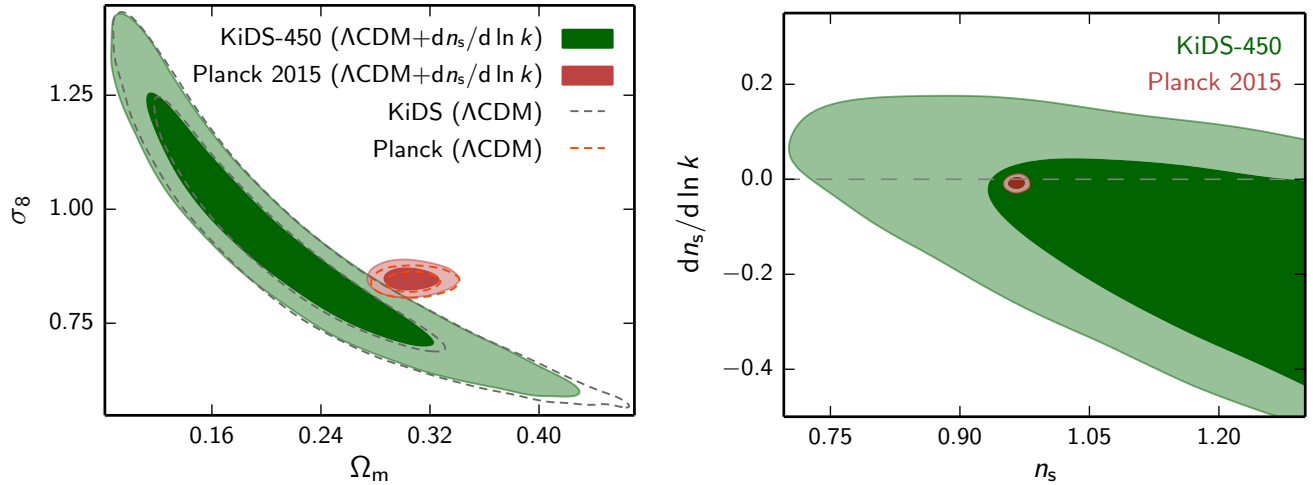 KiDS-450 (ΛCDM+dnₛ/d ln k)
Planck 2015 (ΛCDM+dnₛ/d ln k)
KiDS (ΛCDM)
Planck (ΛCDM)
1.25
1.00
0.75
σ₈
0.16 0.24 0.32 0.40
Ωₘ
KiDS-450
Planck 2015
0.2
0.0
−0.2
−0.4
dnₛ/d ln k
0.75 0.90 1.05 1.20
nₛ